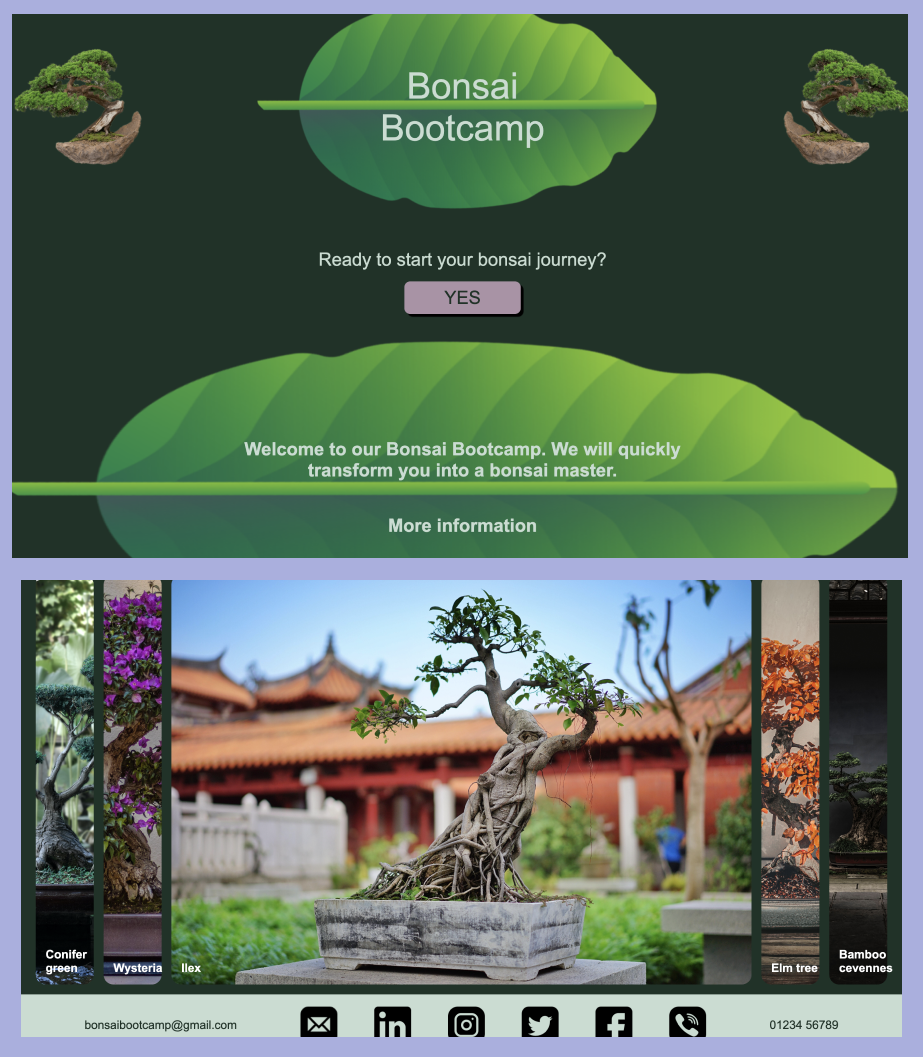 Bonsai
Bootcamp
Ready to start your bonsai journey?
YES
Welcome to our Bonsai Bootcamp. We will quickly
transform you into a bonsai master.
More information
Conifer
green
Wysteria
Ilex
Elm tree
Bamboo
cevennes
bonsaibootcamp@gmail.com
in
01234 56789